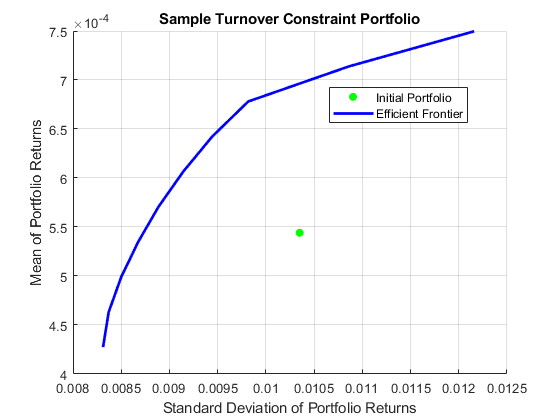 Sample Turnover Constraint Portfolio
×10⁻⁴
7.5
7
6.5
6
5.5
5
4.5
4
Mean of Portfolio Returns
Initial Portfolio
Efficient Frontier
0.008 0.0085 0.009 0.0095 0.01 0.0105 0.011 0.0115 0.012 0.0125
Standard Deviation of Portfolio Returns